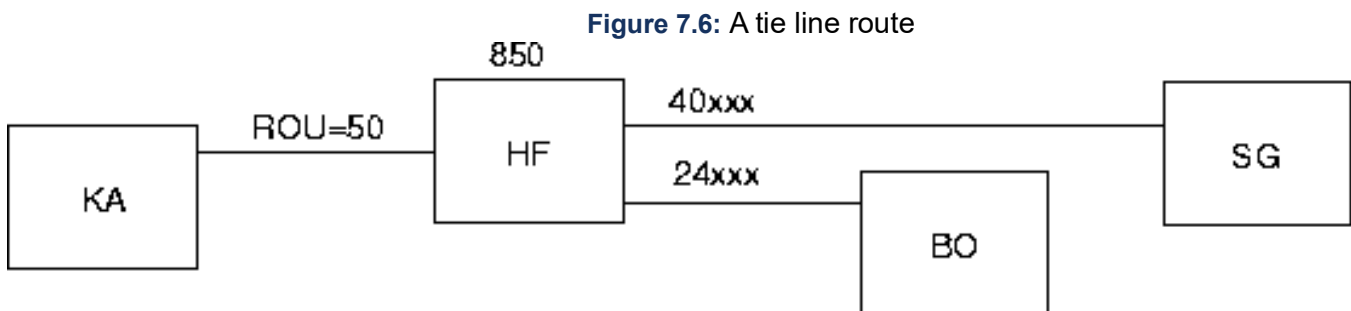 Figure 7.6: A tie line route
850
40xxx
ROU=50
HF
SG
24xxx
KA
BO